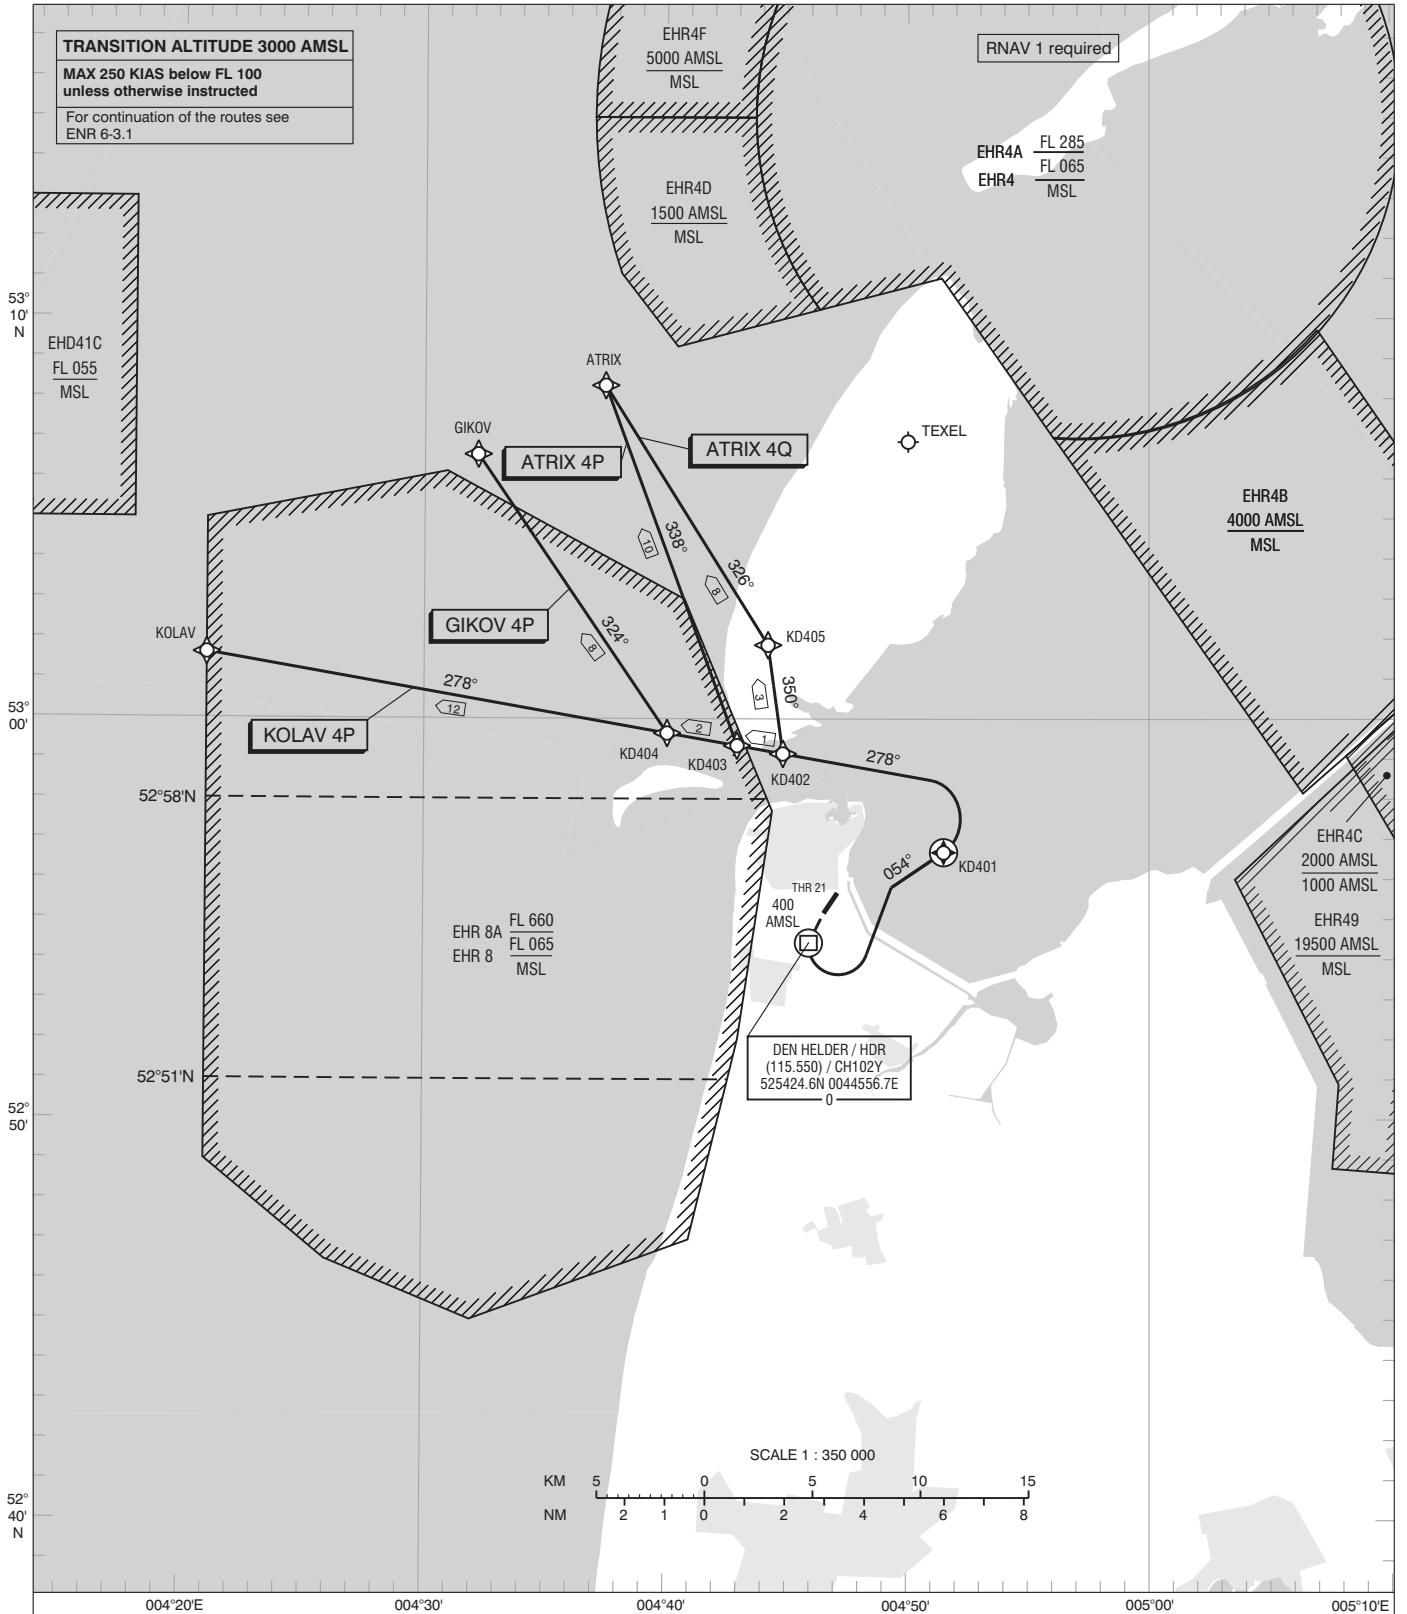 TRANSITION ALTITUDE 3000 AMSL
MAX 250 KIAS below FL 100
unless otherwise instructed
For continuation of the routes see
ENR 6-3.1
EHR4F
5000 AMSL
MSL
RNAV 1 required
EHR4A FL 285
FL 065
EHR4
MSL
EHR4D
1500 AMSL
MSL
53°
10'
N
EHD41C
FL 055
MSL
ATRIX
GIKOV
TEXEL
ATRIX 4P
ATRIX 4Q
EHR4B
4000 AMSL
MSL
10
338°
326°
8
GIKOV 4P
324°
8
KOLAV
KD405
278°
12
3
350°
53°
00'
KOLAV 4P
2
1
KD404
KD403
KD402
278°
52°58'N
054°
KD401
EHR4C
2000 AMSL
1000 AMSL
THR 21
400
AMSL
EHR 8A FL 660
FL 065
EHR 8
MSL
EHR49
19500 AMSL
MSL
DEN HELDER / HDR
(115.550) / CH102Y
525424.6N 0044556.7E
0
52°51'N
52°
50'
SCALE 1 : 350 000
KM 5 0 5 10 15
NM 2 1 0 2 4 6 8
52°
40'
N
004°20'E 004°30' 004°40' 004°50' 005°00' 005°10'E